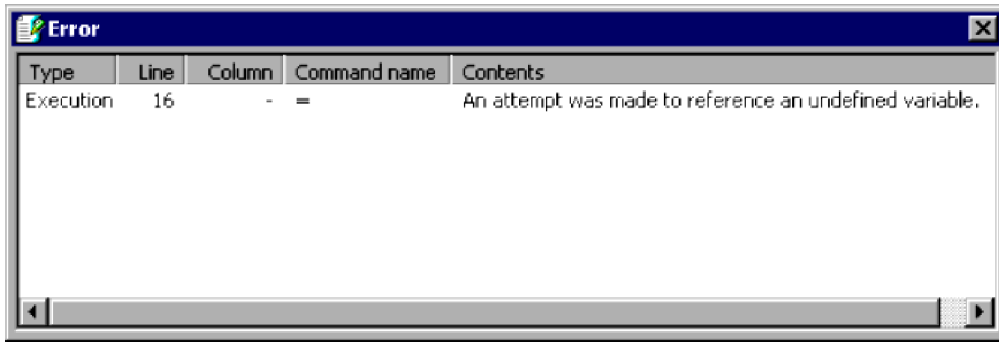 Error
Type Line Column Command name Contents
Execution 16 - = An attempt was made to reference an undefined variable.